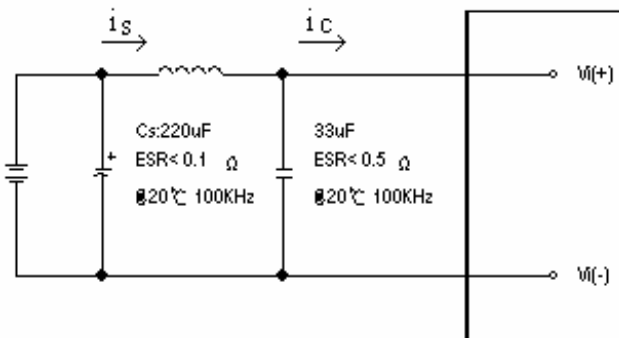 is
ic
Vi(+)
+
Cs:220uF
ESR< 0.1 Ω
@20℃ 100KHz
33uF
ESR< 0.5 Ω
@20℃ 100KHz
Vi(-)